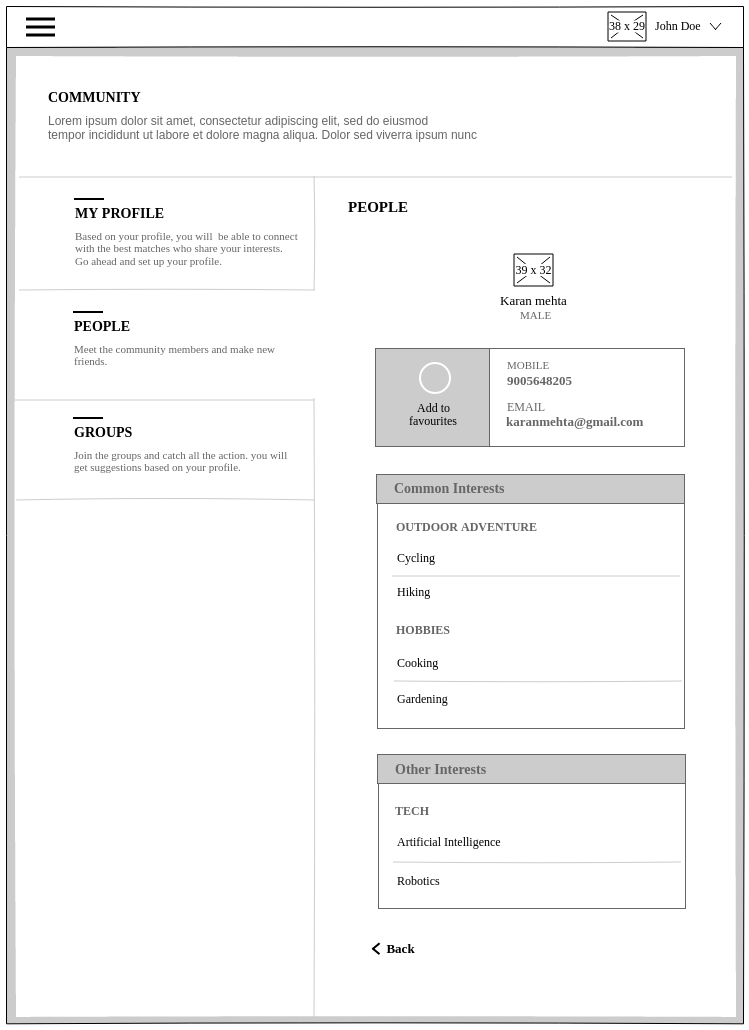 38 x 29 John Doe
COMMUNITY
Lorem ipsum dolor sit amet, consectetur adipiscing elit, sed do eiusmod
tempor incididunt ut labore et dolore magna aliqua. Dolor sed viverra ipsum nunc
MY PROFILE
Based on your profile, you will  be able to connect
with the best matches who share your interests.
Go ahead and set up your profile.
PEOPLE
Meet the community members and make new
friends.
GROUPS
Join the groups and catch all the action. you will
get suggestions based on your profile.
PEOPLE
39 x 32
Karan mehta
MALE
Add to
favourites
MOBILE
9005648205
EMAIL
karanmehta@gmail.com
Common Interests
OUTDOOR ADVENTURE
Cycling
Hiking
HOBBIES
Cooking
Gardening
Other Interests
TECH
Artificial Intelligence
Robotics
Back